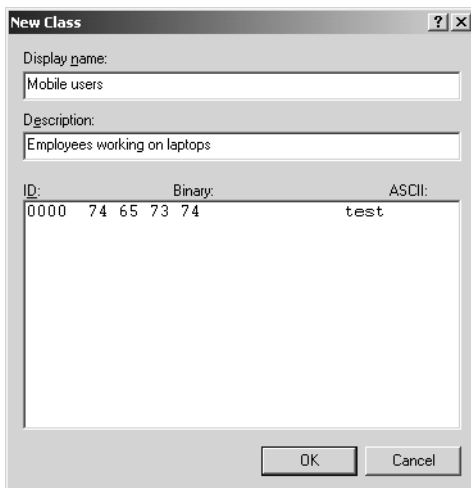 New Class
Display name:
Mobile users
Description:
Employees working on laptops
ID: Binary: ASCII:
0000 74 65 73 74 test
OK Cancel